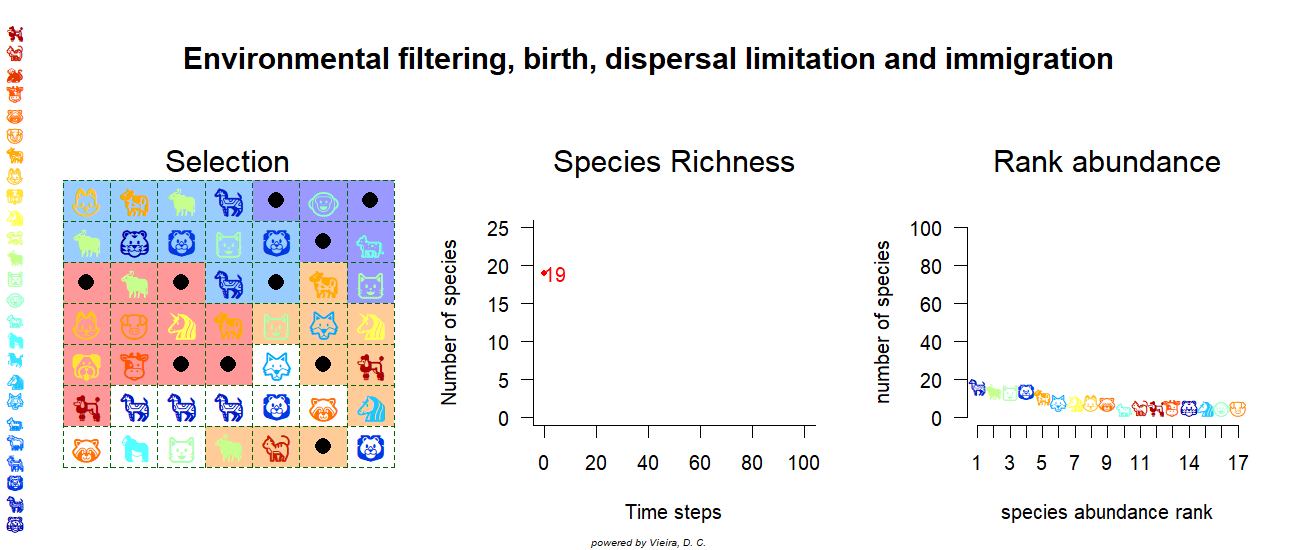 Environmental filtering, birth, dispersal limitation and immigration
Selection
Species Richness
Number of species
25
20
15
10
5
0
19
0 20 40 60 80 100
Time steps
Rank abundance
number of species
100
80
60
40
20
0
1 3 5 7 9 11 14 17
species abundance rank
powered by Vieira, D. C.